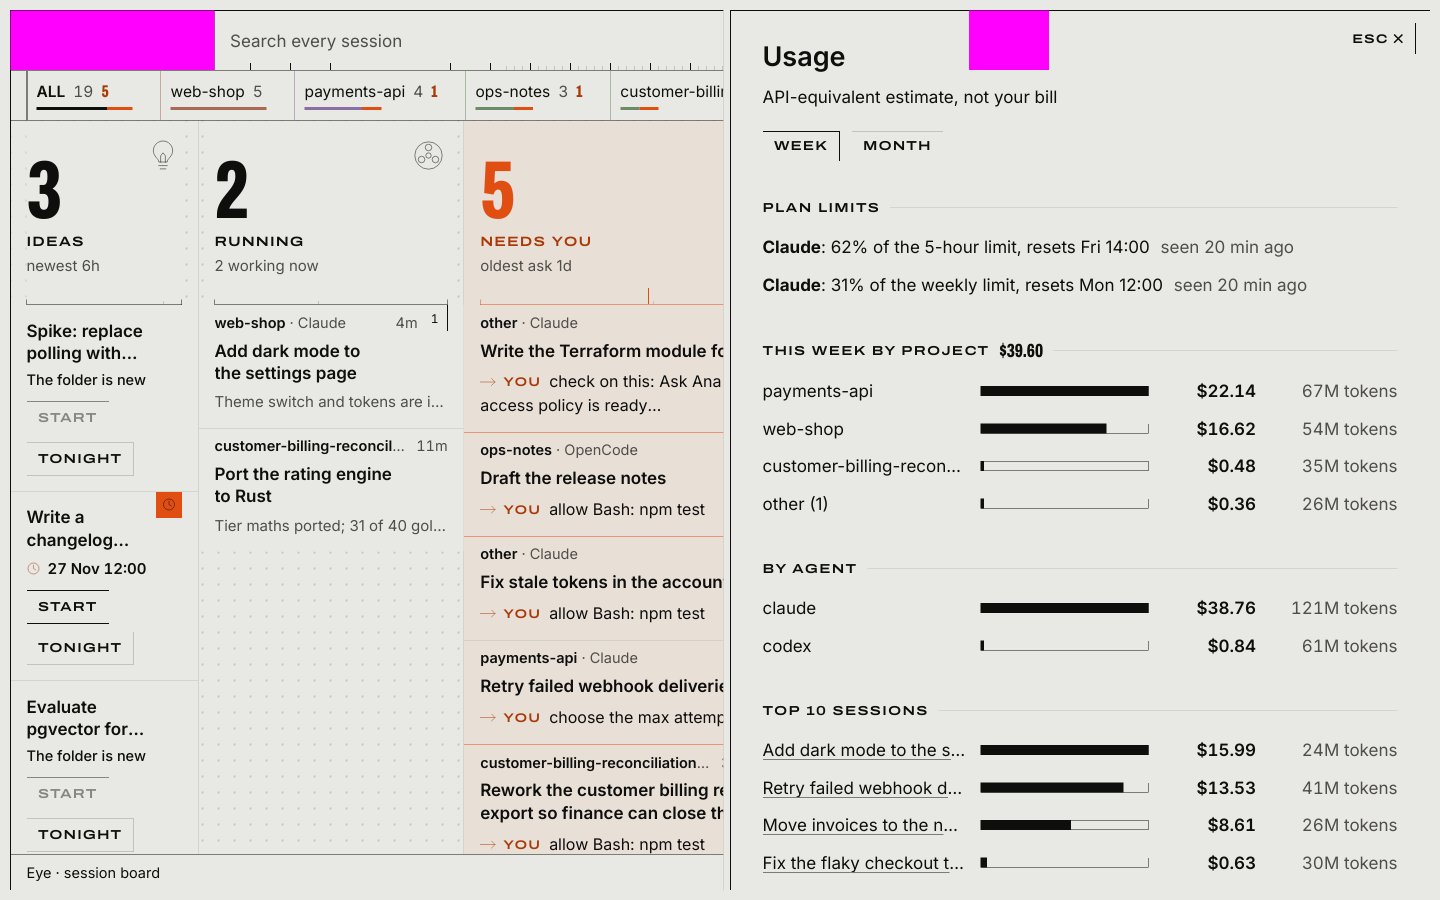 Search every session
ALL 19 5
web-shop 5
payments-api 4 1
ops-notes 3 1
customer-billin
3
IDEAS
newest 6h
Spike: replace
polling with...
The folder is new
START
TONIGHT
Write a
changelog...
27 Nov 12:00
START
TONIGHT
Evaluate
pgvector for...
The folder is new
START
TONIGHT
2
RUNNING
2 working now
web-shop · Claude 4m 1
Add dark mode to
the settings page
Theme switch and tokens are i...
customer-billing-reconcil... 11m
Port the rating engine
to Rust
Tier maths ported; 31 of 40 gol...
5
NEEDS YOU
oldest ask 1d
other · Claude
Write the Terraform module fo
→ YOU check on this: Ask Ana
access policy is ready...
ops-notes · OpenCode
Draft the release notes
→ YOU allow Bash: npm test
other · Claude
Fix stale tokens in the accoun
→ YOU allow Bash: npm test
payments-api · Claude
Retry failed webhook deliverie
→ YOU choose the max attemp
customer-billing-reconciliation...
Rework the customer billing re
export so finance can close th
→ YOU allow Bash: npm test
Eye · session board
ESC ×
Usage
API-equivalent estimate, not your bill
WEEK MONTH
PLAN LIMITS
Claude: 62% of the 5-hour limit, resets Fri 14:00 seen 20 min ago
Claude: 31% of the weekly limit, resets Mon 12:00 seen 20 min ago
THIS WEEK BY PROJECT $39.60
payments-api $22.14 67M tokens
web-shop $16.62 54M tokens
customer-billing-recon... $0.48 35M tokens
other (1) $0.36 26M tokens
BY AGENT
claude $38.76 121M tokens
codex $0.84 61M tokens
TOP 10 SESSIONS
Add dark mode to the s... $15.99 24M tokens
Retry failed webhook d... $13.53 41M tokens
Move invoices to the n... $8.61 26M tokens
Fix the flaky checkout t... $0.63 30M tokens